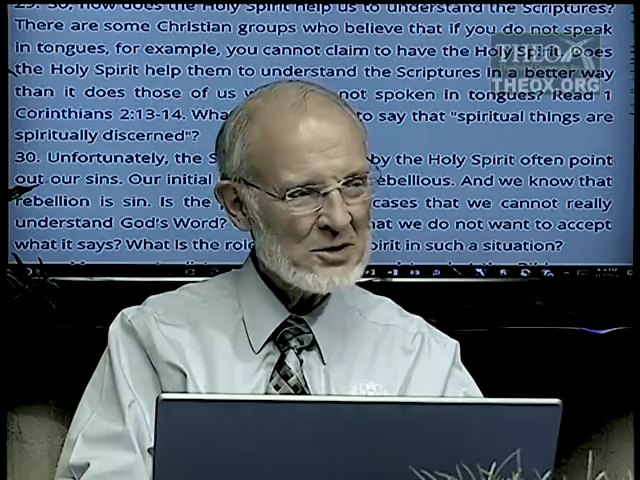 29. So, how does the Holy Spirit help us to understand the Scriptures?
There are some Christian groups who believe that if you do not speak
in tongues, for example, you cannot claim to have the Holy Spirit. Does
the Holy Spirit help them to understand the Scriptures in a better way
than it does those of us not spoken in tongues? Read 1
Corinthians 2:13-14. to say that "spiritual things are
spiritually discerned"?
30. Unfortunately, the by the Holy Spirit often point
out our sins. Our initial rebellious. And we know that
rebellion is sin. Is the cases that we cannot really
understand God's Word? that we do not want to accept
what it says? What is the in such a situation?
THEOX
THEOX.ORG